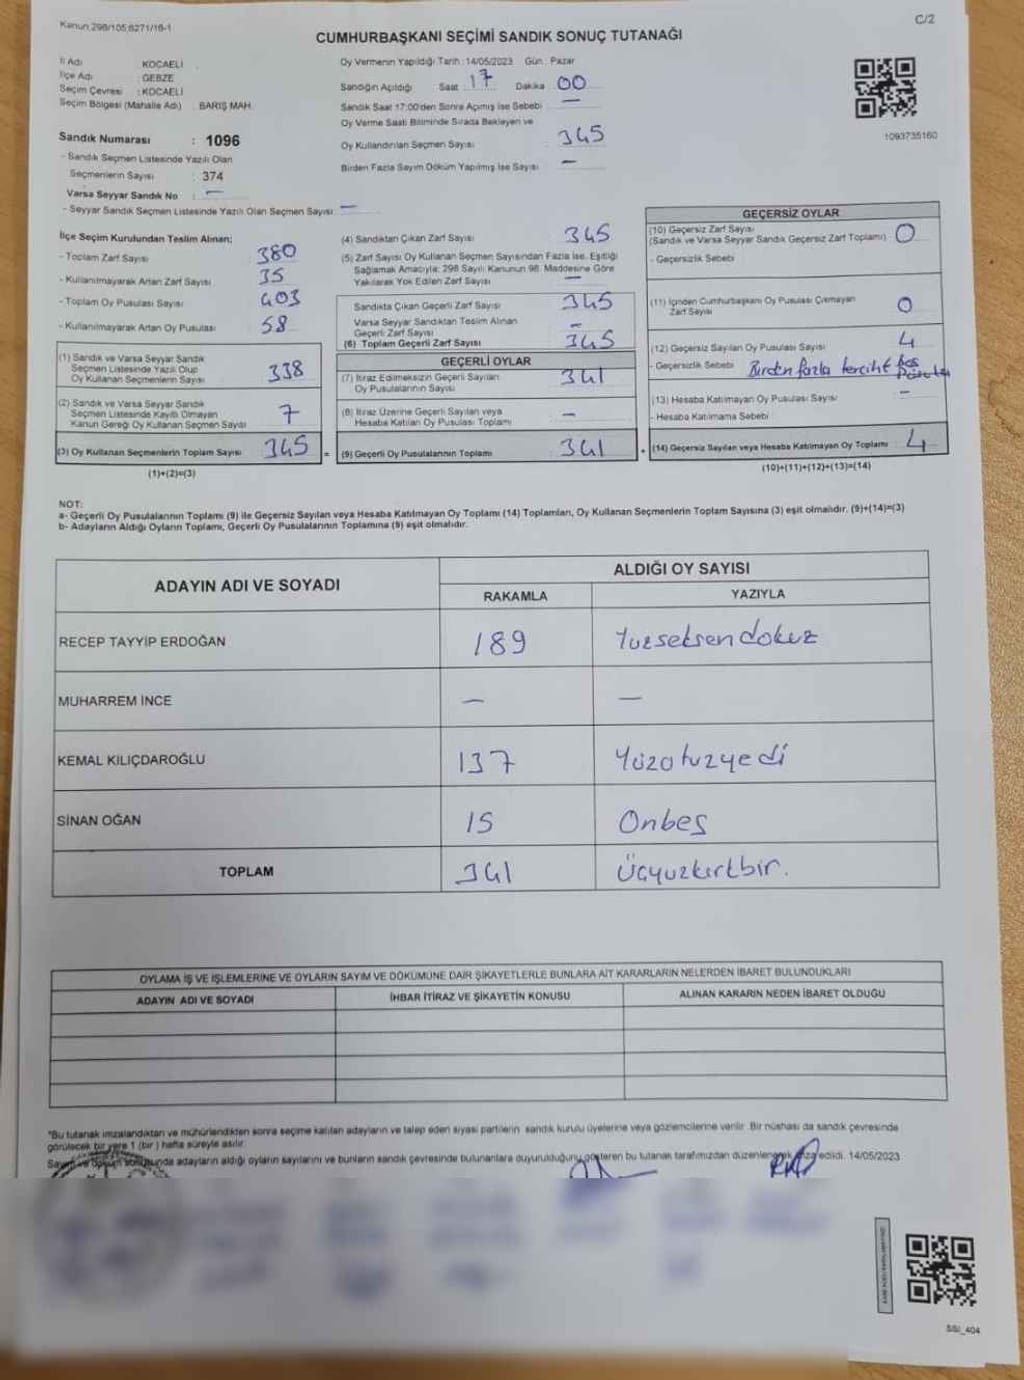 Kanun 298/105,6271/16-1
C/2
CUMHURBAŞKANI SEÇİMİ SANDIK SONUÇ TUTANAĞI
İl Adı KOCAELİ
İlçe Adı GEBZE
Seçim Çevresi : KOCAELİ
Seçim Bölgesi (Mahalle Adı) BARIŞ MAH.
Sandık Numarası : 1096
- Sandık Seçmen Listesinde Yazılı Olan
Seçmenlerin Sayısı : 374
Varsa Seyyar Sandık No : —
- Seyyar Sandık Seçmen Listesinde Yazılı Olan Seçmen Sayısı —
Oy Vermenin Yapıldığı Tarih : 14/05/2023 Gün : Pazar
Sandığın Açıldığı Saat : 17 Dakika 00
Sandık Saat 17:00'den Sonra Açmış İse Sebebi —
Oy Verme Saati Bitiminde Sırada Bekleyen ve
Oy Kullandırılan Seçmen Sayısı 345
Birden Fazla Sayım Döküm Yapılmış İse Sayısı —
1093735160
İlçe Seçim Kurulundan Teslim Alınan;
- Toplam Zarf Sayısı 380
- Kullanılmayarak Artan Zarf Sayısı 35
- Toplam Oy Pusulası Sayısı 403
- Kullanılmayarak Artan Oy Pusulası 58
(1) Sandık ve Varsa Seyyar Sandık
Seçmen Listesinde Yazılı Olup
Oy Kullanan Seçmenlerin Sayısı 338
(2) Sandık ve Varsa Seyyar Sandık
Seçmen Listesinde Kayıtlı Olmayan
Kanun Gereği Oy Kullanan Seçmen Sayısı 7
(3) Oy Kullanan Seçmenlerin Toplam Sayısı 345 =
(1)+(2)=(3)
(4) Sandıktan Çıkan Zarf Sayısı 345
(5) Zarf Sayısı Oy Kullanan Seçmen Sayısından Fazla İse, Eşitliği
Sağlamak Amacıyla; 298 Sayılı Kanunun 98. Maddesine Göre
Yakılarak Yok Edilen Zarf Sayısı —
Sandıkta Çıkan Geçerli Zarf Sayısı 345
Varsa Seyyar Sandıktan Teslim Alınan
Geçerli Zarf Sayısı —
(6) Toplam Geçerli Zarf Sayısı 345
GEÇERLİ OYLAR
(7) İtiraz Edilmeksizin Geçerli Sayılan
Oy Pusulalarının Sayısı 341
(8) İtiraz Üzerine Geçerli Sayılan veya
Hesaba Katılan Oy Pusulası Toplamı —
(9) Geçerli Oy Pusulalarının Toplamı 341 +
GEÇERSİZ OYLAR
(10) Geçersiz Zarf Sayısı
(Sandık ve Varsa Seyyar Sandık Geçersiz Zarf Toplamı) 0
- Geçersizlik Sebebi
(11) İçinden Cumhurbaşkanı Oy Pusulası Çıkmayan
Zarf Sayısı 0
(12) Geçersiz Sayılan Oy Pusulası Sayısı 4
- Geçersizlik Sebebi Birden fazla tercih boş pusula
(13) Hesaba Katılmayan Oy Pusulası Sayısı —
- Hesaba Katılmama Sebebi
(14) Geçersiz Sayılan veya Hesaba Katılmayan Oy Toplamı 4
(10)+(11)+(12)+(13)=(14)
NOT:
a- Geçerli Oy Pusulalarının Toplamı (9) ile Geçersiz Sayılan veya Hesaba Katılmayan Oy Toplamı (14) Toplamları, Oy Kullanan Seçmenlerin Toplam Sayısına (3) eşit olmalıdır. (9)+(14)=(3)
b- Adayların Aldığı Oyların Toplamı, Geçerli Oy Pusulalarının Toplamına (9) eşit olmalıdır.
ADAYIN ADI VE SOYADI ALDIĞI OY SAYISI
RAKAMLA YAZIYLA
RECEP TAYYİP ERDOĞAN 189 Yuzseksendokuz
MUHARREM İNCE — —
KEMAL KILIÇDAROĞLU 137 Yüzotuzyedi
SİNAN OĞAN 15 Onbeş
TOPLAM 341 Üçyuzkırkbir.
OYLAMA İŞ VE İŞLEMLERİNE VE OYLARIN SAYIM VE DÖKÜMÜNE DAİR ŞİKAYETLERLE BUNLARA AİT KARARLARIN NELERDEN İBARET BULUNDUKLARI
ADAYIN ADI VE SOYADI İHBAR İTİRAZ VE ŞİKAYETİN KONUSU ALINAN KARARIN NEDEN İBARET OLDUĞU
*Bu tutanak imzalandıktan ve mühürlendikten sonra seçime katılan adayların ve talep eden siyasi partilerin sandık kurulu üyelerine veya gözlemcilerine verilir. Bir nüshası da sandık çevresinde
görülecek bir yere 1 (bir ) hafta süreyle asılır.
adayların aldığı oyların sayılarını ve bunların sandık çevresinde bulunanlara duyurulduğunu gösteren bu tutanak tarafımızdan düzenlenerek imza edildi. 14/05/2023
SSI_404